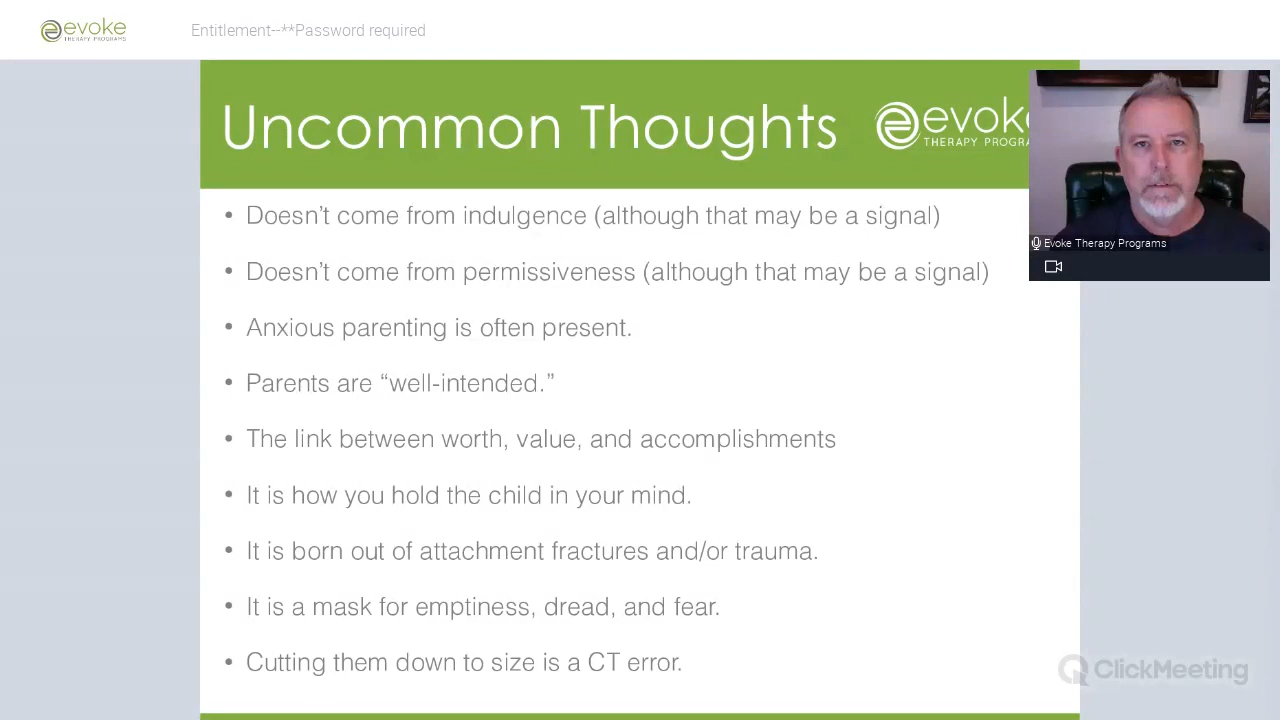 evoke
THERAPY PROGRAMS
Entitlement--**Password required
Uncommon Thoughts
evoke
THERAPY PROGRA
Evoke Therapy Programs
• Doesn’t come from indulgence (although that may be a signal)
• Doesn’t come from permissiveness (although that may be a signal)
• Anxious parenting is often present.
• Parents are “well-intended.”
• The link between worth, value, and accomplishments
• It is how you hold the child in your mind.
• It is born out of attachment fractures and/or trauma.
• It is a mask for emptiness, dread, and fear.
• Cutting them down to size is a CT error.
ClickMeeting